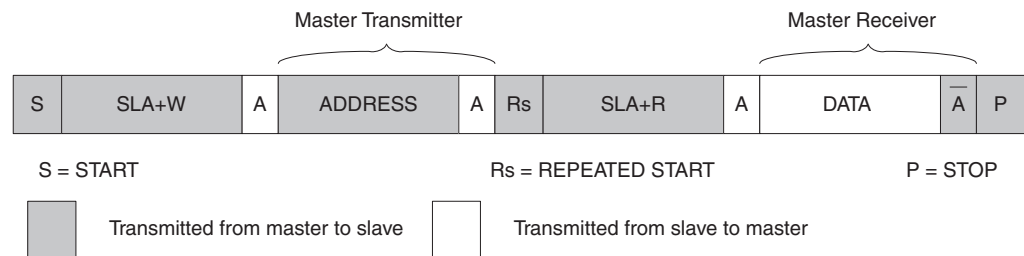 Master Transmitter Master Receiver
S SLA+W A ADDRESS A Rs SLA+R A DATA A̅ P
S = START Rs = REPEATED START P = STOP
Transmitted from master to slave Transmitted from slave to master